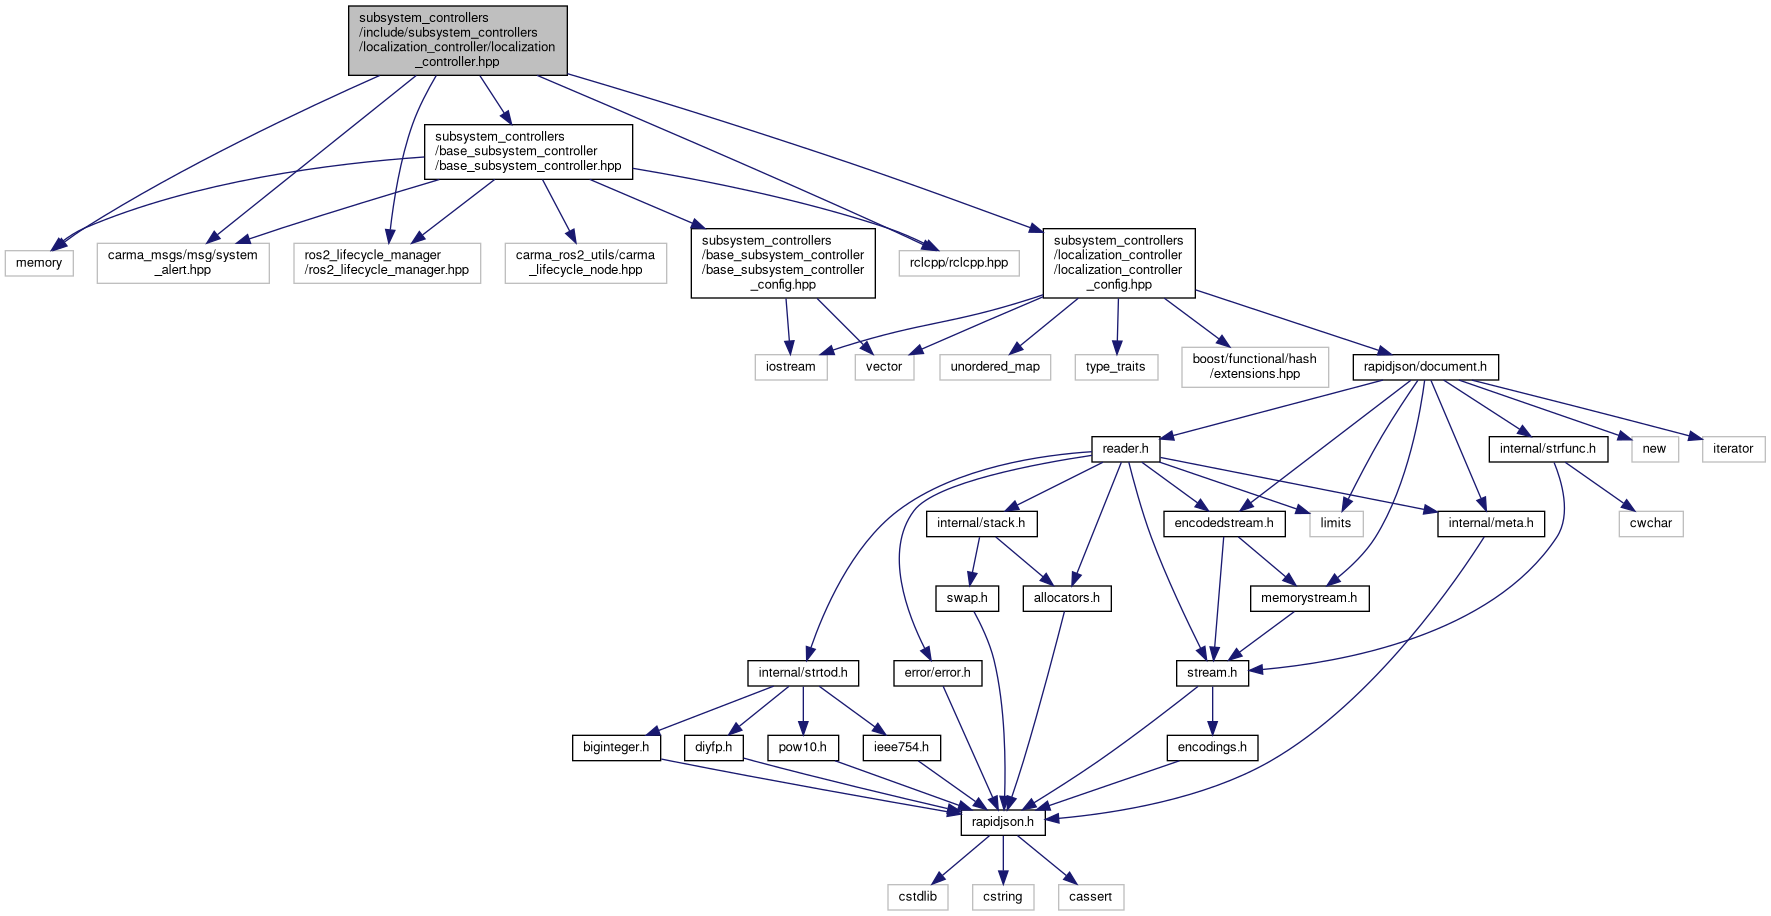 subsystem_controllers
/include/subsystem_controllers
/localization_controller/localization
_controller.hpp
subsystem_controllers
/base_subsystem_controller
/base_subsystem_controller.hpp
memory
carma_msgs/msg/system
_alert.hpp
ros2_lifecycle_manager
/ros2_lifecycle_manager.hpp
carma_ros2_utils/carma
_lifecycle_node.hpp
subsystem_controllers
/base_subsystem_controller
/base_subsystem_controller
_config.hpp
rclcpp/rclcpp.hpp
subsystem_controllers
/localization_controller
/localization_controller
_config.hpp
iostream
vector
unordered_map
type_traits
boost/functional/hash
/extensions.hpp
rapidjson/document.h
reader.h
internal/strfunc.h
new
iterator
internal/stack.h
encodedstream.h
limits
internal/meta.h
cwchar
swap.h
allocators.h
memorystream.h
internal/strtod.h
error/error.h
stream.h
biginteger.h
diyfp.h
pow10.h
ieee754.h
encodings.h
rapidjson.h
cstdlib
cstring
cassert